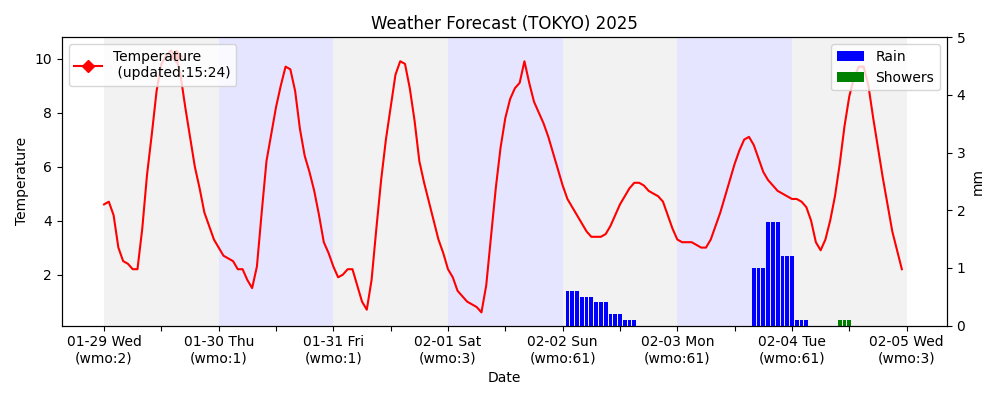 Weather Forecast (TOKYO) 2025
Temperature
(updated:15:24)
Rain
Showers
Temperature
10
8
6
4
2
5
4
3
2
1
0
mm
01-29 Wed
(wmo:2)
01-30 Thu
(wmo:1)
01-31 Fri
(wmo:1)
02-01 Sat
(wmo:3)
02-02 Sun
(wmo:61)
02-03 Mon
(wmo:61)
02-04 Tue
(wmo:61)
02-05 Wed
(wmo:3)
Date